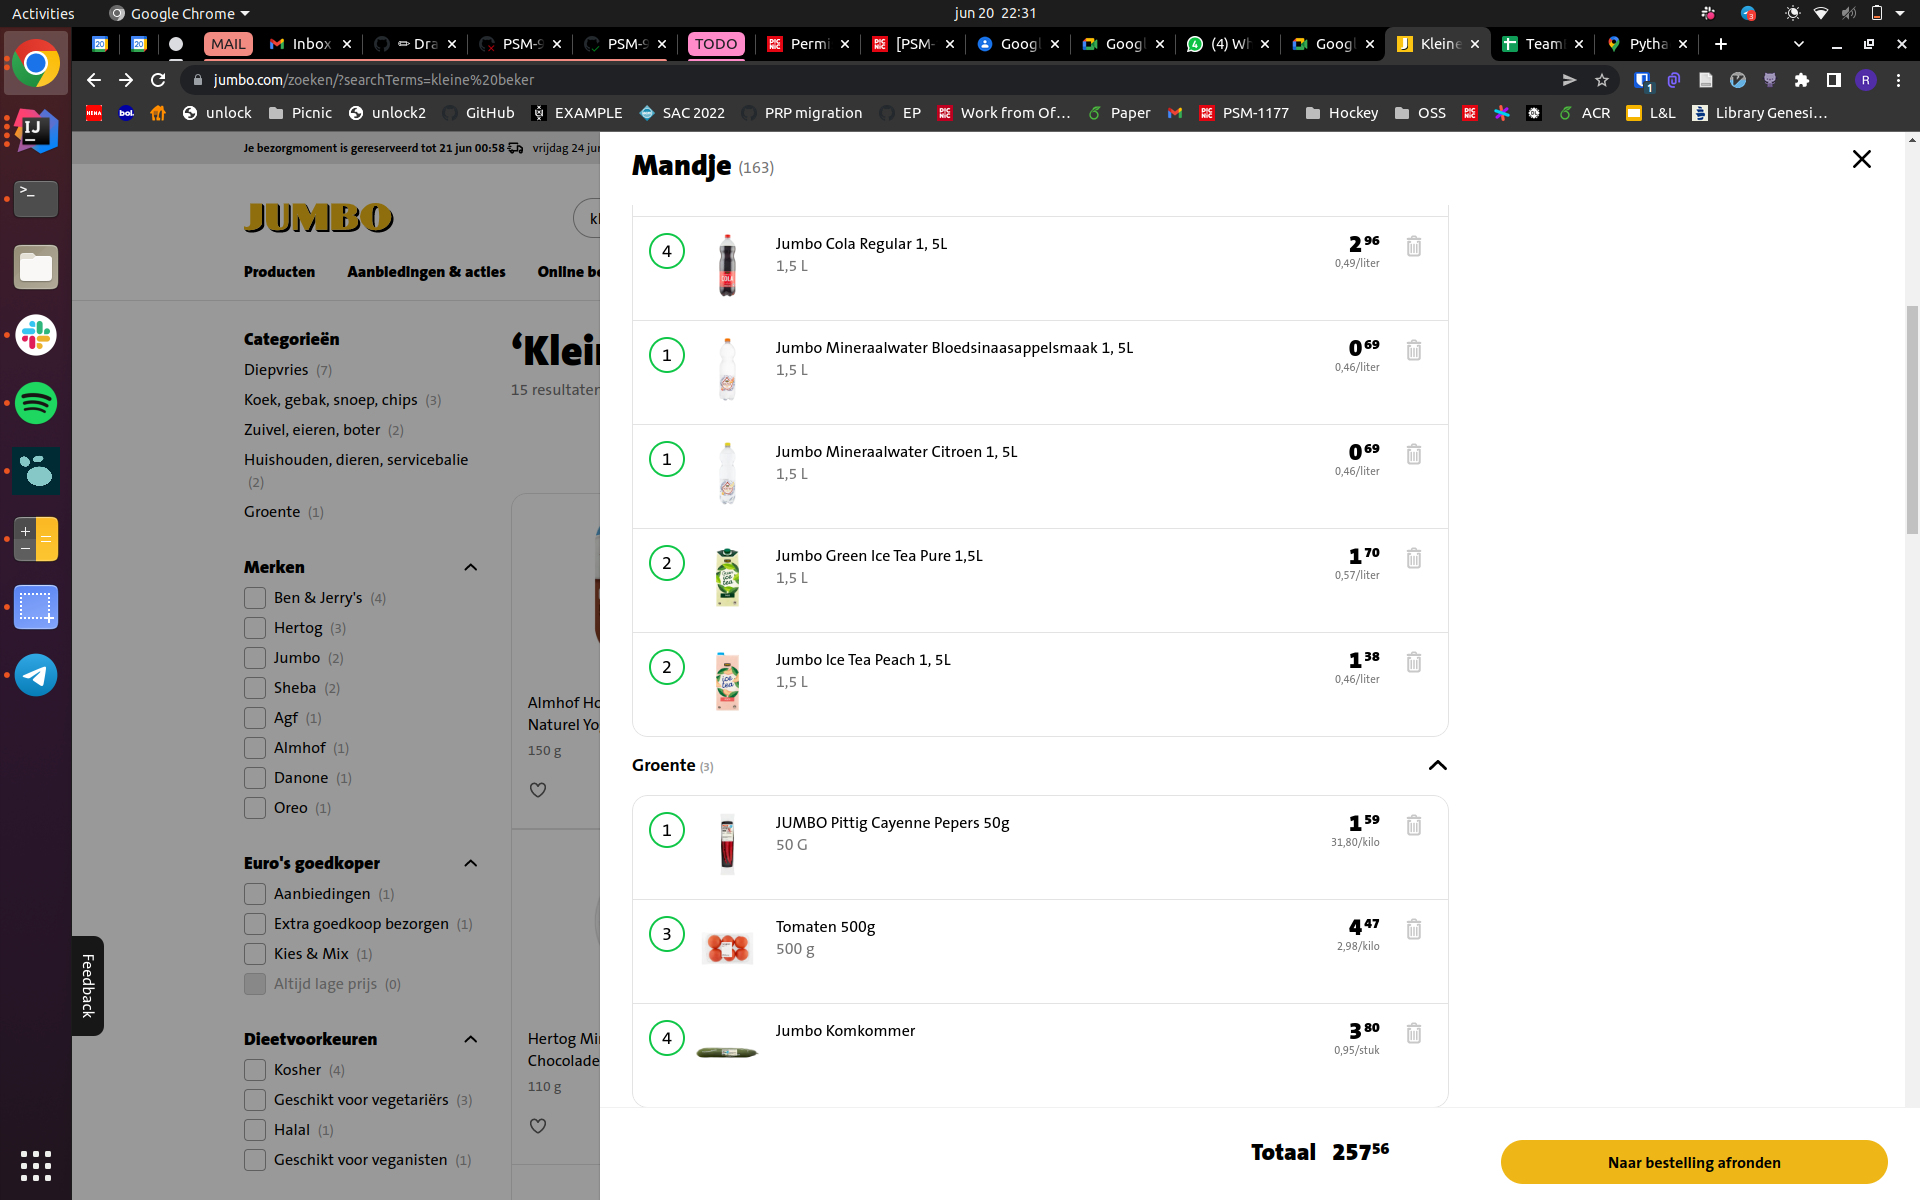 Activities
Google Chrome
jun 20 22:31
MAIL
Inbox
Dra
PSM-9
PSM-9
TODO
Permi
[PSM-
Googl
Googl
(4) Wh
Googl
Kleine
Team
Pytha
jumbo.com/zoeken/?searchTerms=kleine%20beker
1
R
HEMA
bol.
unlock
Picnic
unlock2
GitHub
EXAMPLE
SAC 2022
PRP migration
EP
Work from Of...
Paper
PSM-1177
Hockey
OSS
ACR
L&L
Library Genesi...
Je bezorgmoment is gereserveerd tot 21 jun 00:58
vrijdag 24 jun
JUMBO
kl
Producten
Aanbiedingen & acties
Online be
Categorieën
Diepvries (7)
Koek, gebak, snoep, chips (3)
Zuivel, eieren, boter (2)
Huishouden, dieren, servicebalie
(2)
Groente (1)
Merken
Ben & Jerry's (4)
Hertog (3)
Jumbo (2)
Sheba (2)
Agf (1)
Almhof (1)
Danone (1)
Oreo (1)
Euro's goedkoper
Aanbiedingen (1)
Extra goedkoop bezorgen (1)
Kies & Mix (1)
Altijd lage prijs (0)
Dieetvoorkeuren
Kosher (4)
Geschikt voor vegetariërs (3)
Halal (1)
Geschikt voor veganisten (1)
Feedback
‘Klein
15 resultaten
Almhof Ho
Naturel Yo
150 g
Hertog Mi
Chocolade
110 g
Mandje (163)
4
Jumbo Cola Regular 1, 5L
1,5 L
2 96
0,49/liter
1
Jumbo Mineraalwater Bloedsinaasappelsmaak 1, 5L
1,5 L
0 69
0,46/liter
1
Jumbo Mineraalwater Citroen 1, 5L
1,5 L
0 69
0,46/liter
2
Jumbo Green Ice Tea Pure 1,5L
1,5 L
1 70
0,57/liter
2
Jumbo Ice Tea Peach 1, 5L
1,5 L
1 38
0,46/liter
Groente (3)
1
JUMBO Pittig Cayenne Pepers 50g
50 G
1 59
31,80/kilo
3
Tomaten 500g
500 g
4 47
2,98/kilo
4
Jumbo Komkommer
3 80
0,95/stuk
Totaal 257 56
Naar bestelling afronden